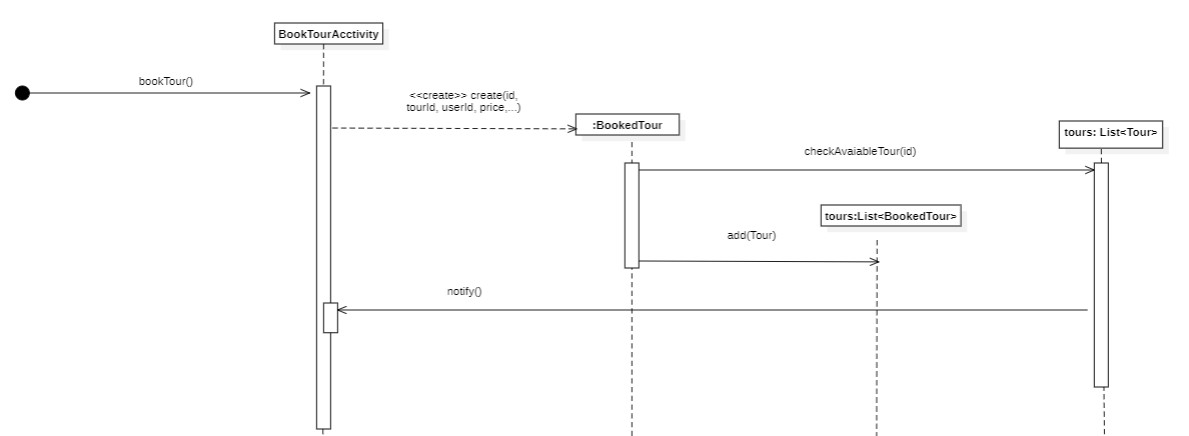 BookTourAcctivity
bookTour()
<<create>> create(id,
tourId, userId, price,...)
:BookedTour
tours: List<Tour>
checkAvaiableTour(id)
tours:List<BookedTour>
add(Tour)
notify()